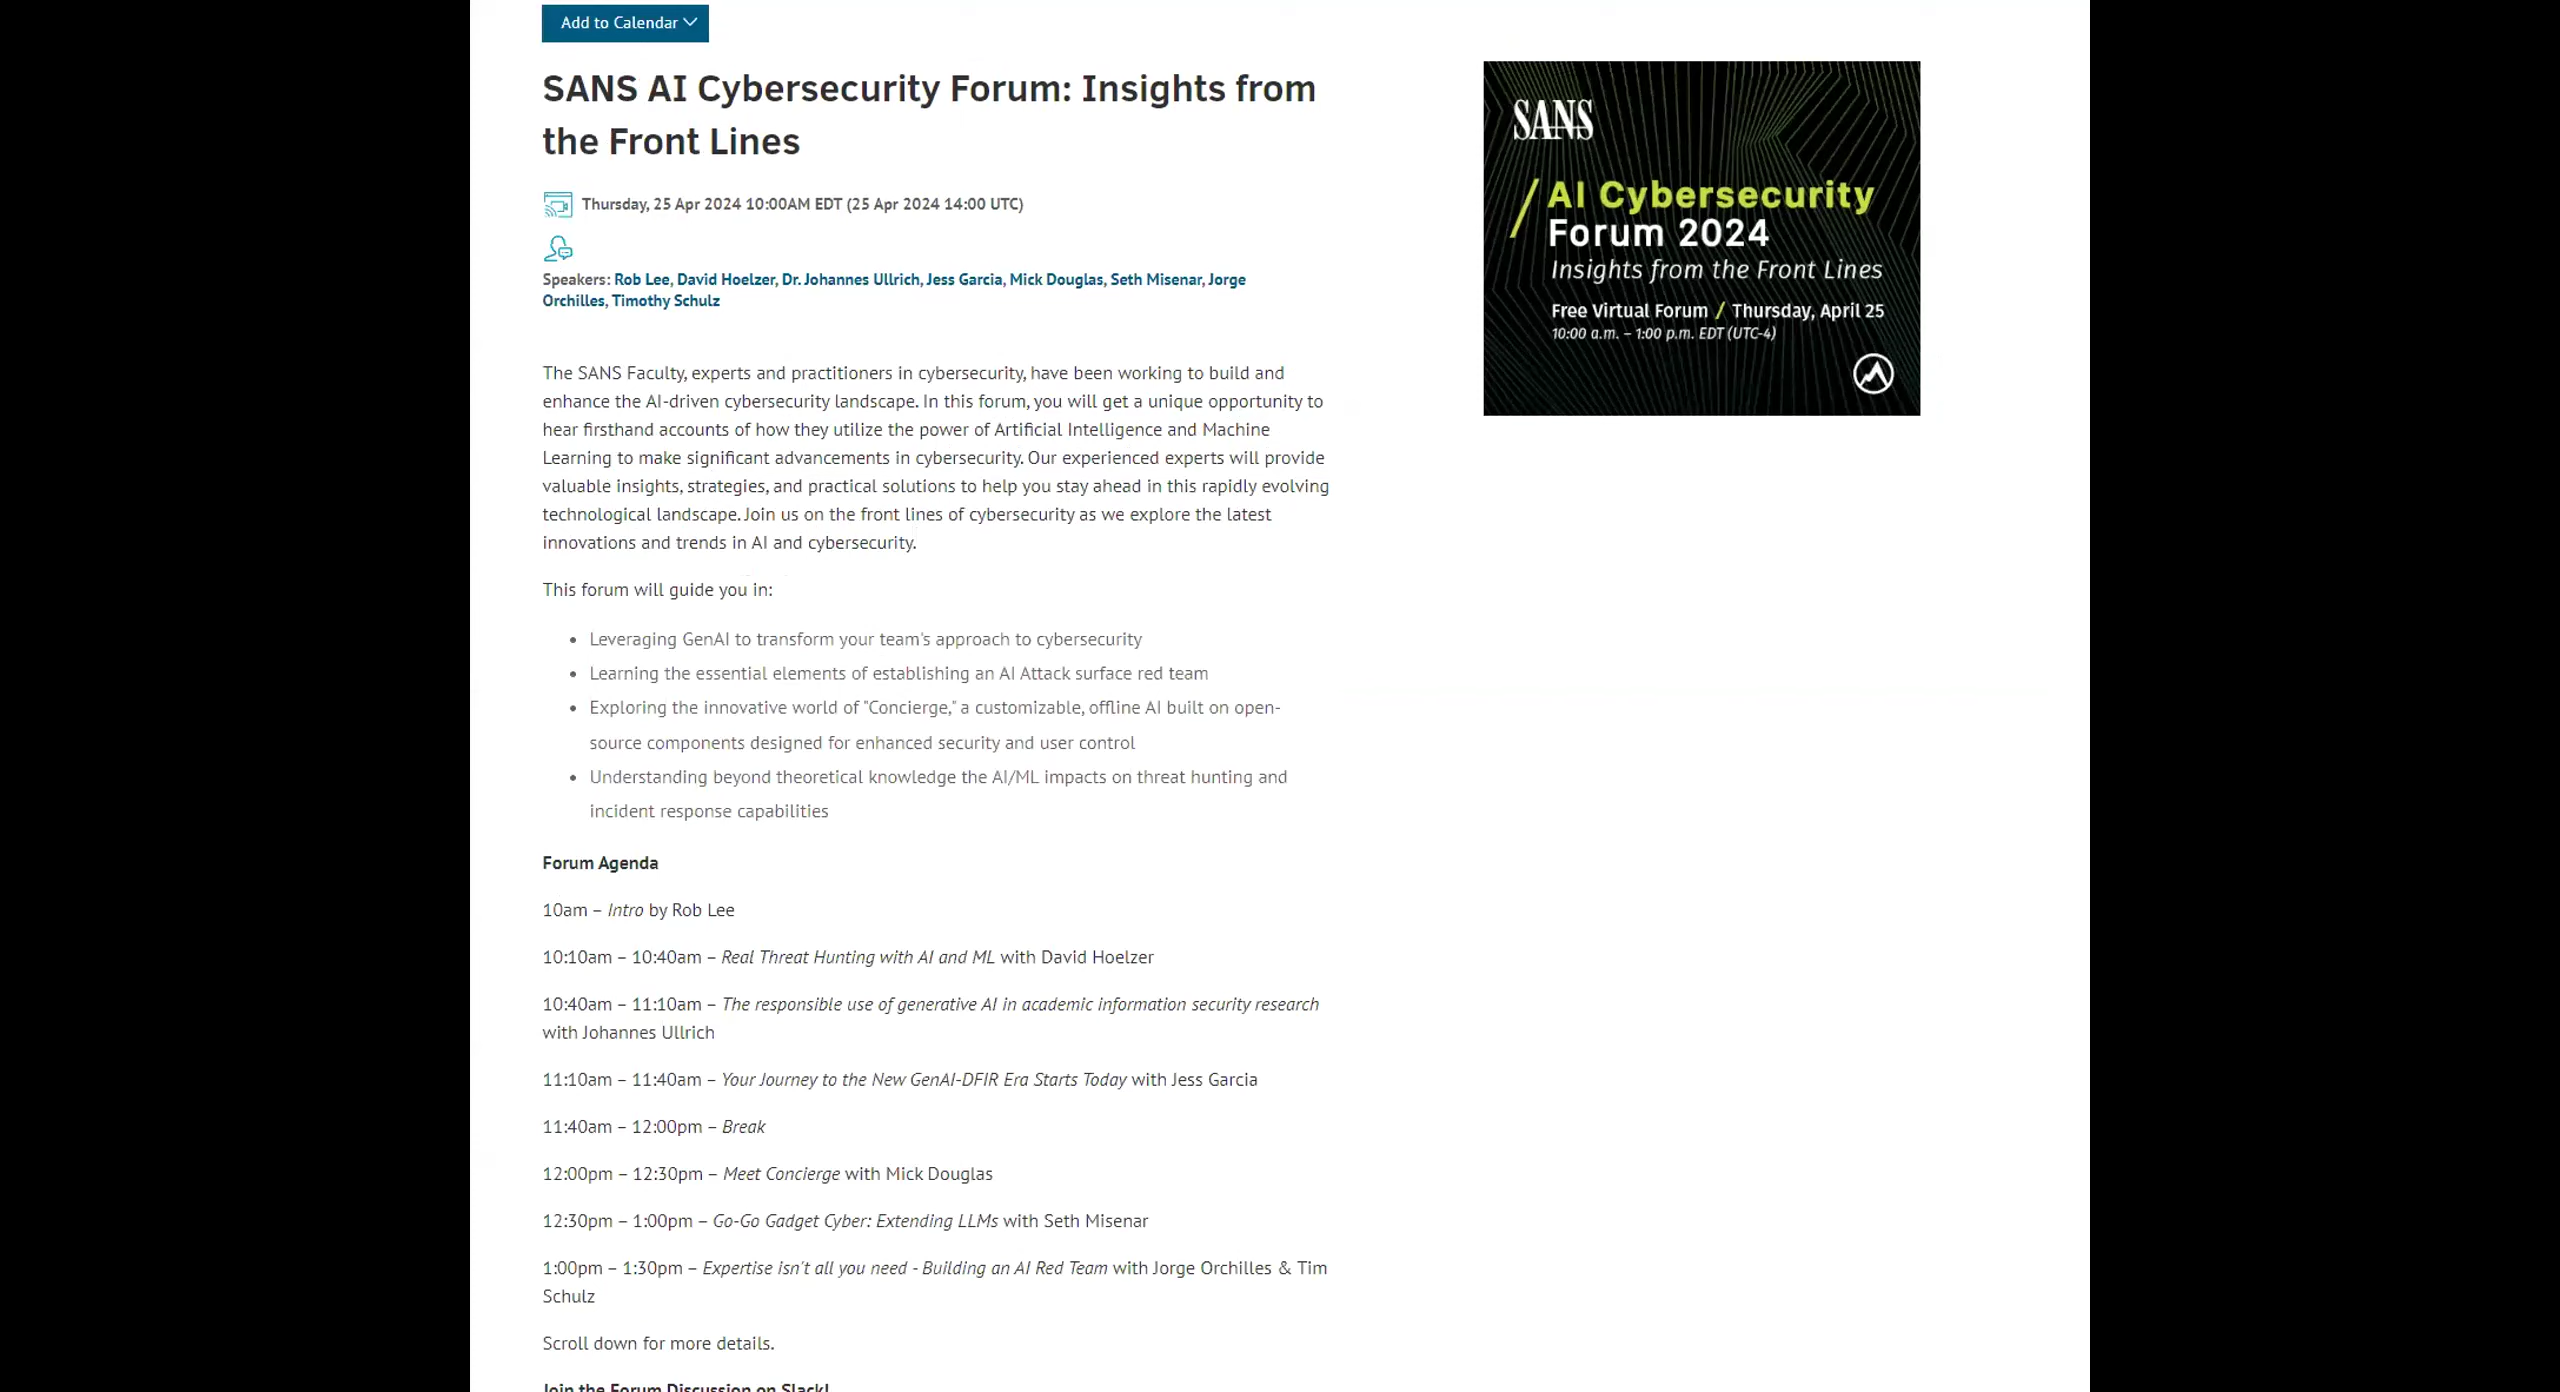 Add to Calendar
SANS AI Cybersecurity Forum: Insights from
the Front Lines
Thursday, 25 Apr 2024 10:00AM EDT (25 Apr 2024 14:00 UTC)
Speakers: Rob Lee, David Hoelzer, Dr. Johannes Ullrich, Jess Garcia, Mick Douglas, Seth Misenar, Jorge
Orchilles, Timothy Schulz
The SANS Faculty, experts and practitioners in cybersecurity, have been working to build and
enhance the AI-driven cybersecurity landscape. In this forum, you will get a unique opportunity to
hear firsthand accounts of how they utilize the power of Artificial Intelligence and Machine
Learning to make significant advancements in cybersecurity. Our experienced experts will provide
valuable insights, strategies, and practical solutions to help you stay ahead in this rapidly evolving
technological landscape. Join us on the front lines of cybersecurity as we explore the latest
innovations and trends in AI and cybersecurity.
This forum will guide you in:
• Leveraging GenAI to transform your team's approach to cybersecurity
• Learning the essential elements of establishing an AI Attack surface red team
• Exploring the innovative world of "Concierge," a customizable, offline AI built on open-
source components designed for enhanced security and user control
• Understanding beyond theoretical knowledge the AI/ML impacts on threat hunting and
incident response capabilities
Forum Agenda
10am – Intro by Rob Lee
10:10am – 10:40am – Real Threat Hunting with AI and ML with David Hoelzer
10:40am – 11:10am – The responsible use of generative AI in academic information security research
with Johannes Ullrich
11:10am – 11:40am – Your Journey to the New GenAI-DFIR Era Starts Today with Jess Garcia
11:40am – 12:00pm – Break
12:00pm – 12:30pm – Meet Concierge with Mick Douglas
12:30pm – 1:00pm – Go-Go Gadget Cyber: Extending LLMs with Seth Misenar
1:00pm – 1:30pm – Expertise isn't all you need - Building an AI Red Team with Jorge Orchilles & Tim
Schulz
Scroll down for more details.
Join the Forum Discussion on Slack!
SANS
/ AI Cybersecurity
Forum 2024
Insights from the Front Lines
Free Virtual Forum / Thursday, April 25
10:00 a.m. – 1:00 p.m. EDT (UTC-4)